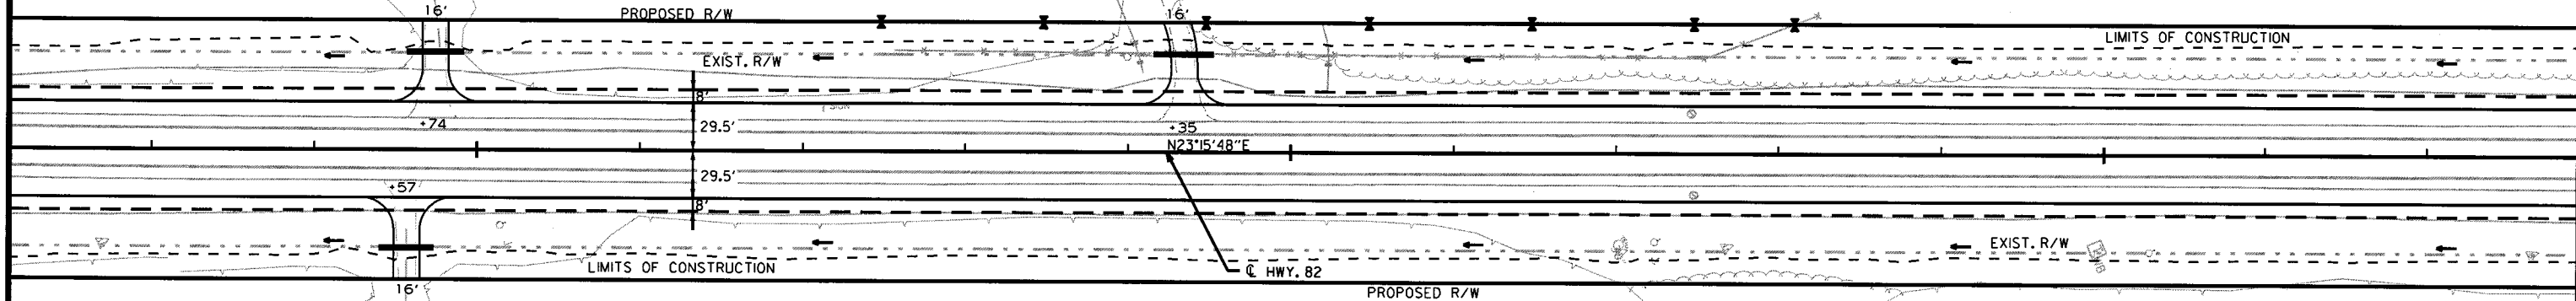 16'
PROPOSED R/W
16'
LIMITS OF CONSTRUCTION
EXIST. R/W
8'
SIGN
+74
29.5'
+35
N23°15'48"E
29.5'
+57
8'
EXIST. R/W
LIMITS OF CONSTRUCTION
℄ HWY. 82
16'
PROPOSED R/W